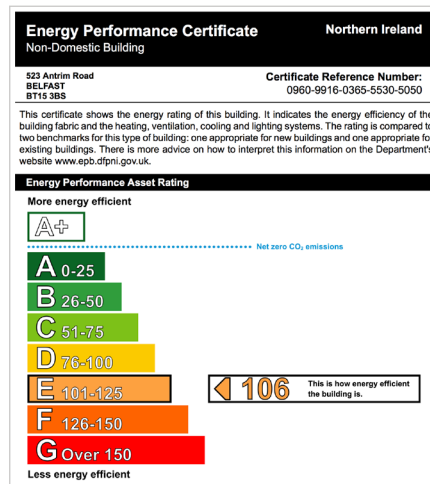 Energy Performance Certificate
Northern Ireland
Non-Domestic Building
523 Antrim Road
BELFAST
BT15 3BS
Certificate Reference Number:
0960-9916-0365-5530-5050
This certificate shows the energy rating of this building. It indicates the energy efficiency of the
building fabric and the heating, ventilation, cooling and lighting systems. The rating is compared to
two benchmarks for this type of building: one appropriate for new buildings and one appropriate fo
existing buildings. There is more advice on how to interpret this information on the Department's
website www.epb.dfpni.gov.uk.
Energy Performance Asset Rating
More energy efficient
A+
Net zero CO₂ emissions
A 0-25
B 26-50
C 51-75
D 76-100
E 101-125
106
This is how energy efficient
the building is.
F 126-150
G Over 150
Less energy efficient